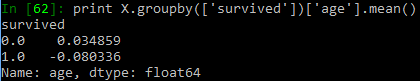 In [62]: print X.groupby(['survived'])['age'].mean()
survived
0.0    0.034859
1.0   -0.080336
Name: age, dtype: float64